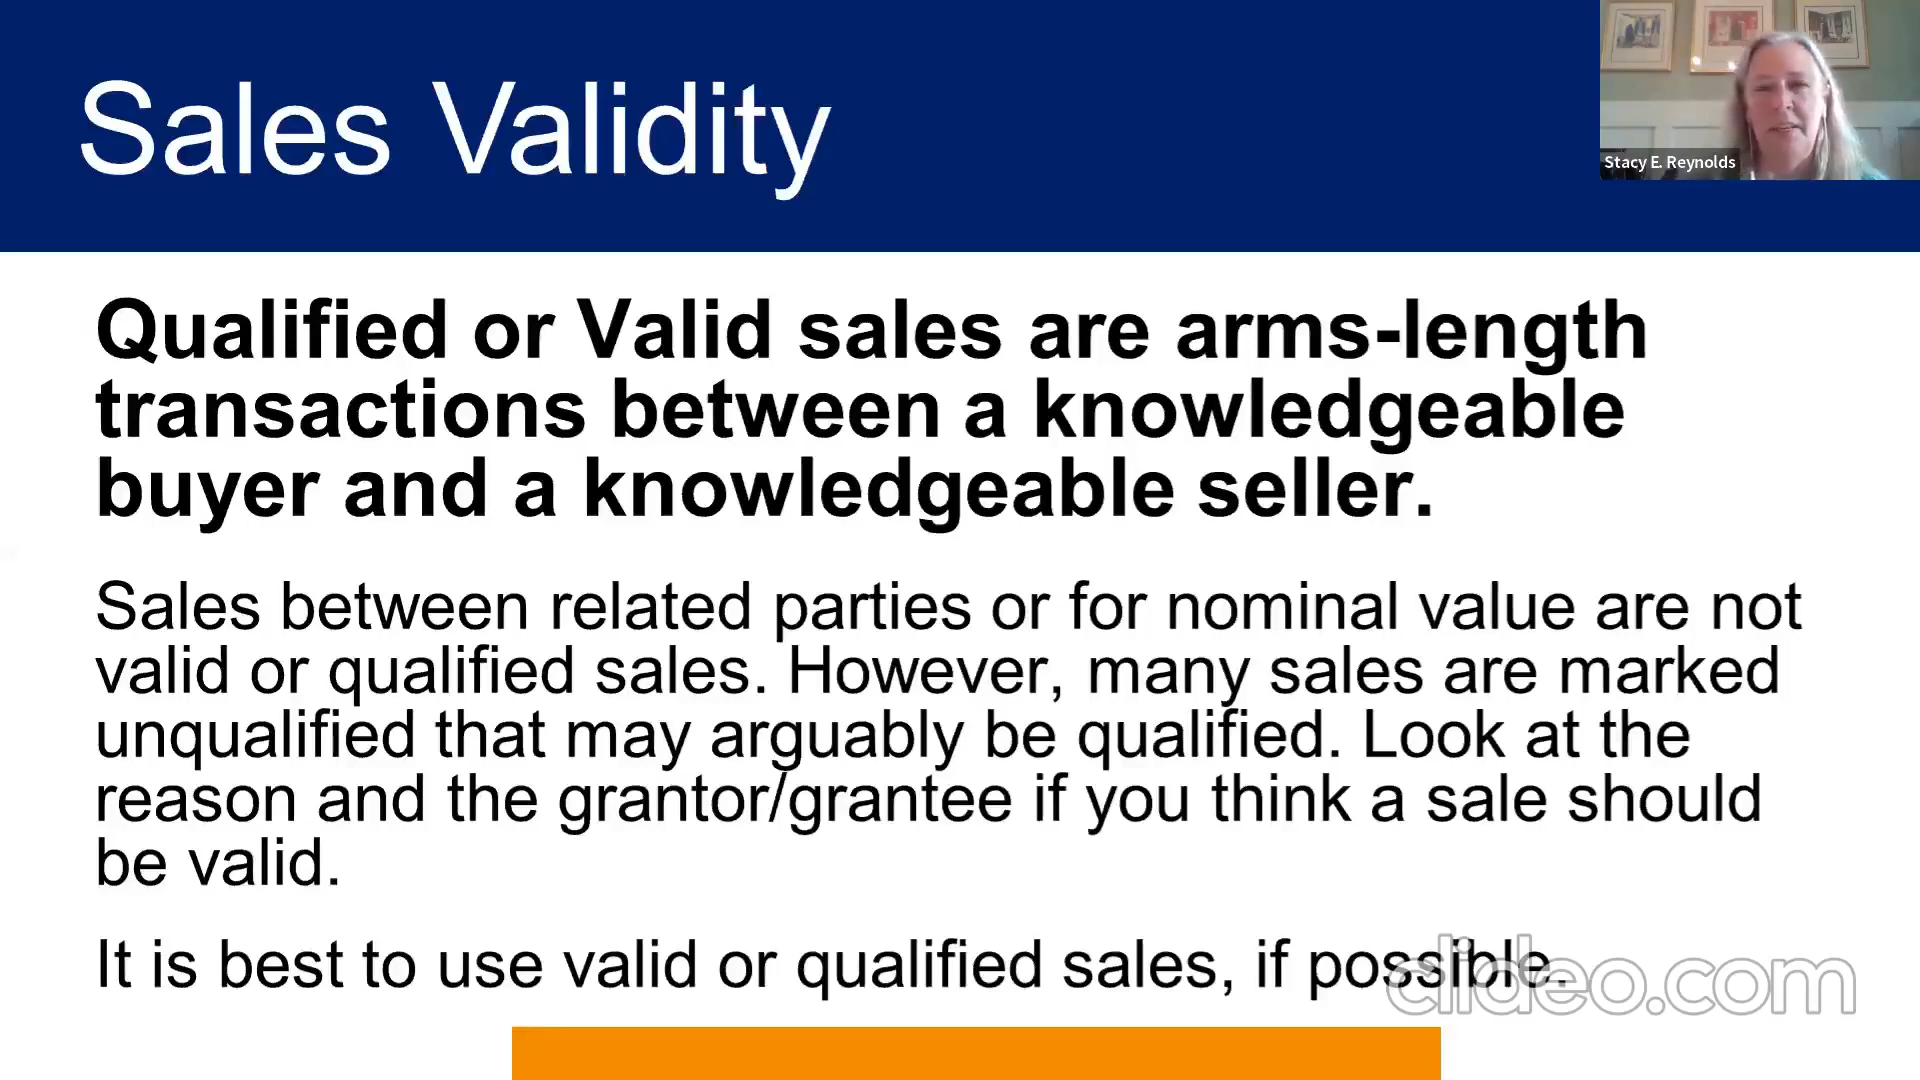 Sales Validity
Stacy E. Reynolds
Qualified or Valid sales are arms-length
transactions between a knowledgeable
buyer and a knowledgeable seller.
Sales between related parties or for nominal value are not
valid or qualified sales. However, many sales are marked
unqualified that may arguably be qualified. Look at the
reason and the grantor/grantee if you think a sale should
be valid.
It is best to use valid or qualified sales, if possible.
clideo.com